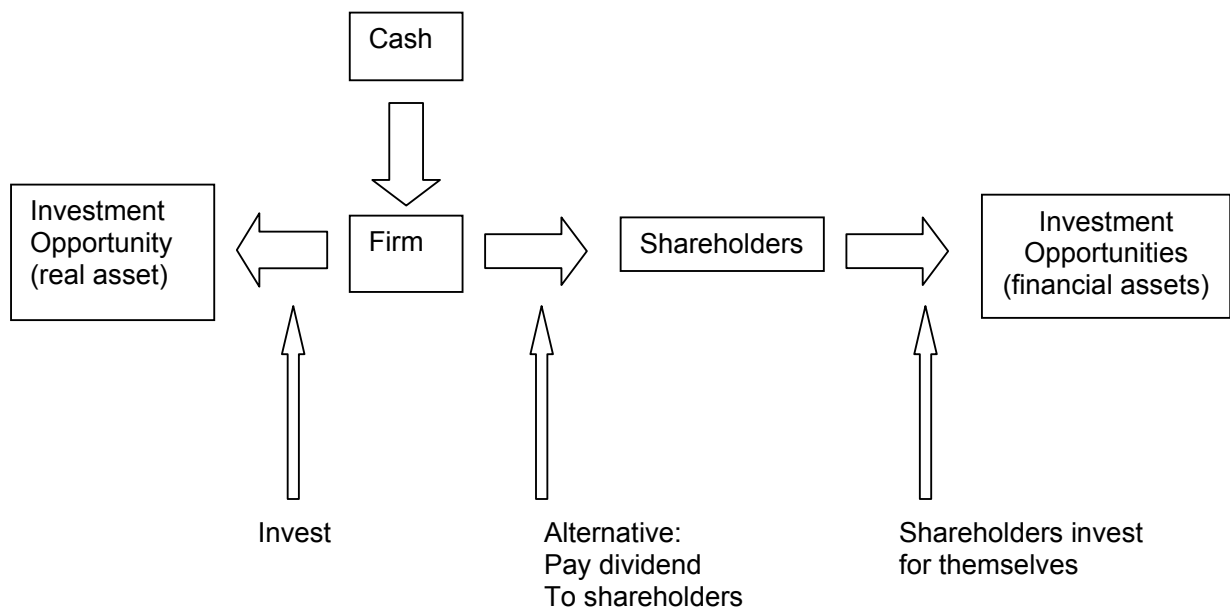 Cash
Investment
Opportunity
(real asset)
Firm
Shareholders
Investment
Opportunities
(financial assets)
Invest
Alternative:
Pay dividend
To shareholders
Shareholders invest
for themselves